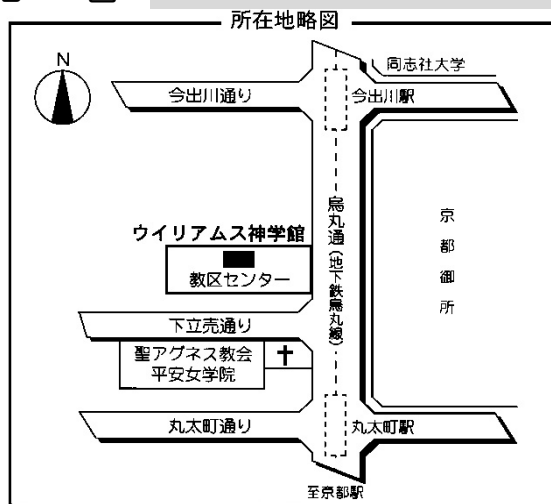 所在地略図
N
同志社大学
今出川通り
今出川駅
烏丸通(地下鉄烏丸線)
京都御所
ウイリアムス神学館
教区センター
下立売通り
聖アグネス教会
平安女学院
丸太町通り
丸太町駅
至京都駅